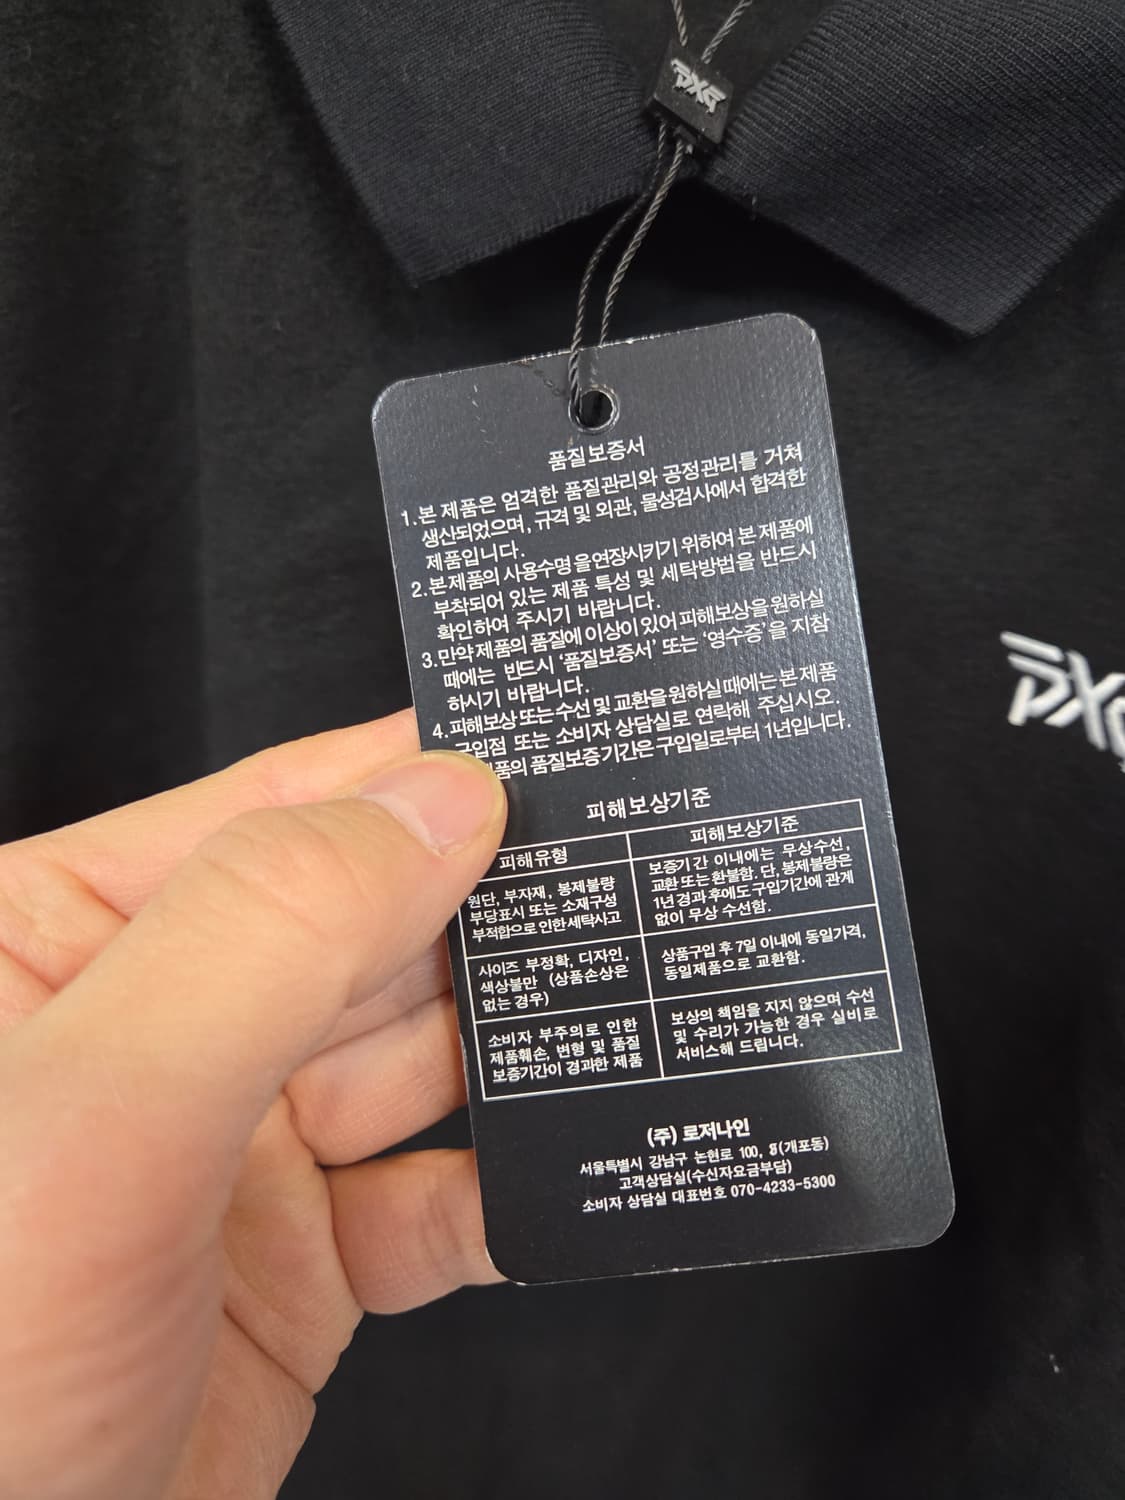 PXG
품질보증서
1.본 제품은 엄격한 품질관리와 공정관리를 거쳐
생산되었으며, 규격 및 외관, 물성검사에서 합격한
제품입니다.
2.본제품의 사용수명을연장시키기 위하여 본 제품에
부착되어 있는 제품 특성 및 세탁방법을 반드시
확인하여 주시기 바랍니다.
3.만약제품의 품질에 이상이 있어 피해보상을원하실
때에는 빈드시 '품질보증서' 또는 '영수증'을 지참
하시기 바랍니다.
4.피해보상 또는 수선 및 교환을원하실때에는 본 제품
구입점 또는 소비자 상담실로 연락해 주십시오.
품의 품질보증기간은 구입일로부터 1년입니다.
피해보상기준
피해유형 피해보상기준
원단, 부자재, 봉제불량
부당표시 또는 소재구성
부적합으로 인한 세탁사고
보증기간 이내에는 무상수선,
교환 또는 환불함. 단, 봉제불량은
1년 경과 후에도 구입기간에 관계
없이 무상 수선함.
사이즈 부정확, 디자인,
색상불만 (상품손상은
없는 경우)
상품구입 후 7일 이내에 동일가격,
동일제품으로 교환함.
소비자 부주의로 인한
제품훼손, 변형 및 품질
보증기간이 경과한 제품
보상의 책임을 지지 않으며 수선
및 수리가 가능한 경우 실비로
서비스해 드립니다.
(주) 로저나인
서울특별시 강남구 논현로 100, (개포동)
고객상담실(수신자요금부담)
소비자 상담실 대표번호 070-4233-5300
PXG